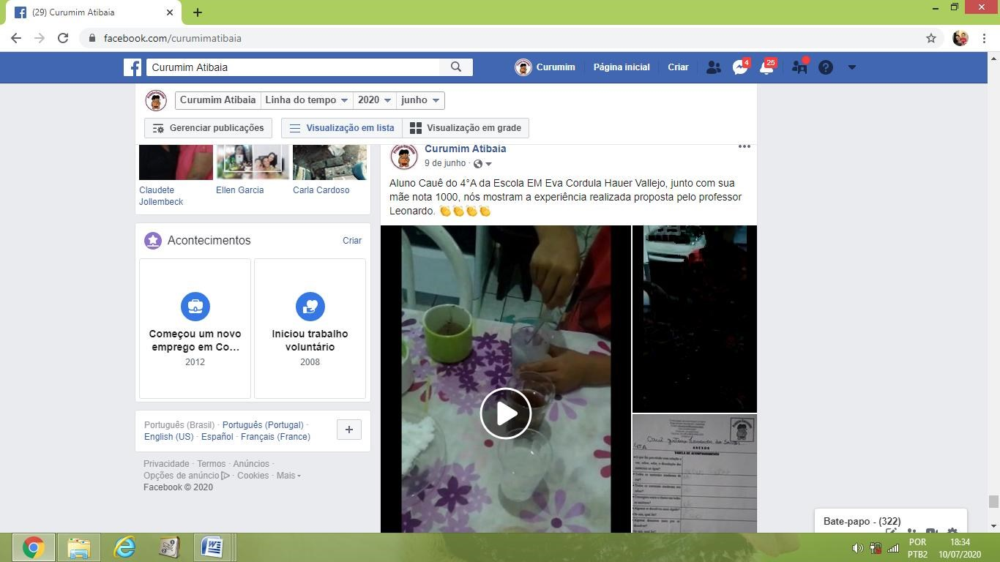 (29) Curumim Atibaia
facebook.com/curumimatibaia
Curumim Atibaia
Curumim
Página inicial
Criar
4
25
Curumim Atibaia
Linha do tempo
2020
junho
Gerenciar publicações
Visualização em lista
Visualização em grade
Claudete Jollembeck
Ellen Garcia
Carla Cardoso
Acontecimentos
Criar
Começou um novo
emprego em Co...
2012
Iniciou trabalho
voluntário
2008
Português (Brasil) · Português (Portugal) ·
English (US) · Español · Français (France)
Privacidade · Termos · Anúncios ·
Opções de anúncio · Cookies · Mais
Facebook © 2020
Curumim Atibaia
9 de junho ·
Aluno Cauê do 4°A da Escola EM Eva Cordula Hauer Vallejo, junto com sua
mãe nota 1000, nós mostram a experiência realizada proposta pelo professor
Leonardo. 👏👏👏👏
4ºA
ANEXOS
TABELA DE ACOMPANHAMENTO
Bate-papo - (322)
POR
PTB2
18:34
10/07/2020